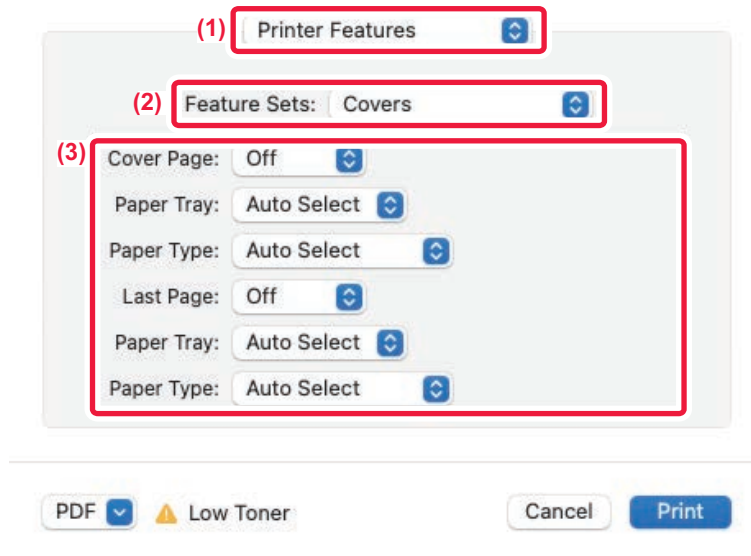 (1) Printer Features
(2) Feature Sets: Covers
(3) Cover Page: Off
Paper Tray: Auto Select
Paper Type: Auto Select
Last Page: Off
Paper Tray: Auto Select
Paper Type: Auto Select
PDF Low Toner Cancel Print